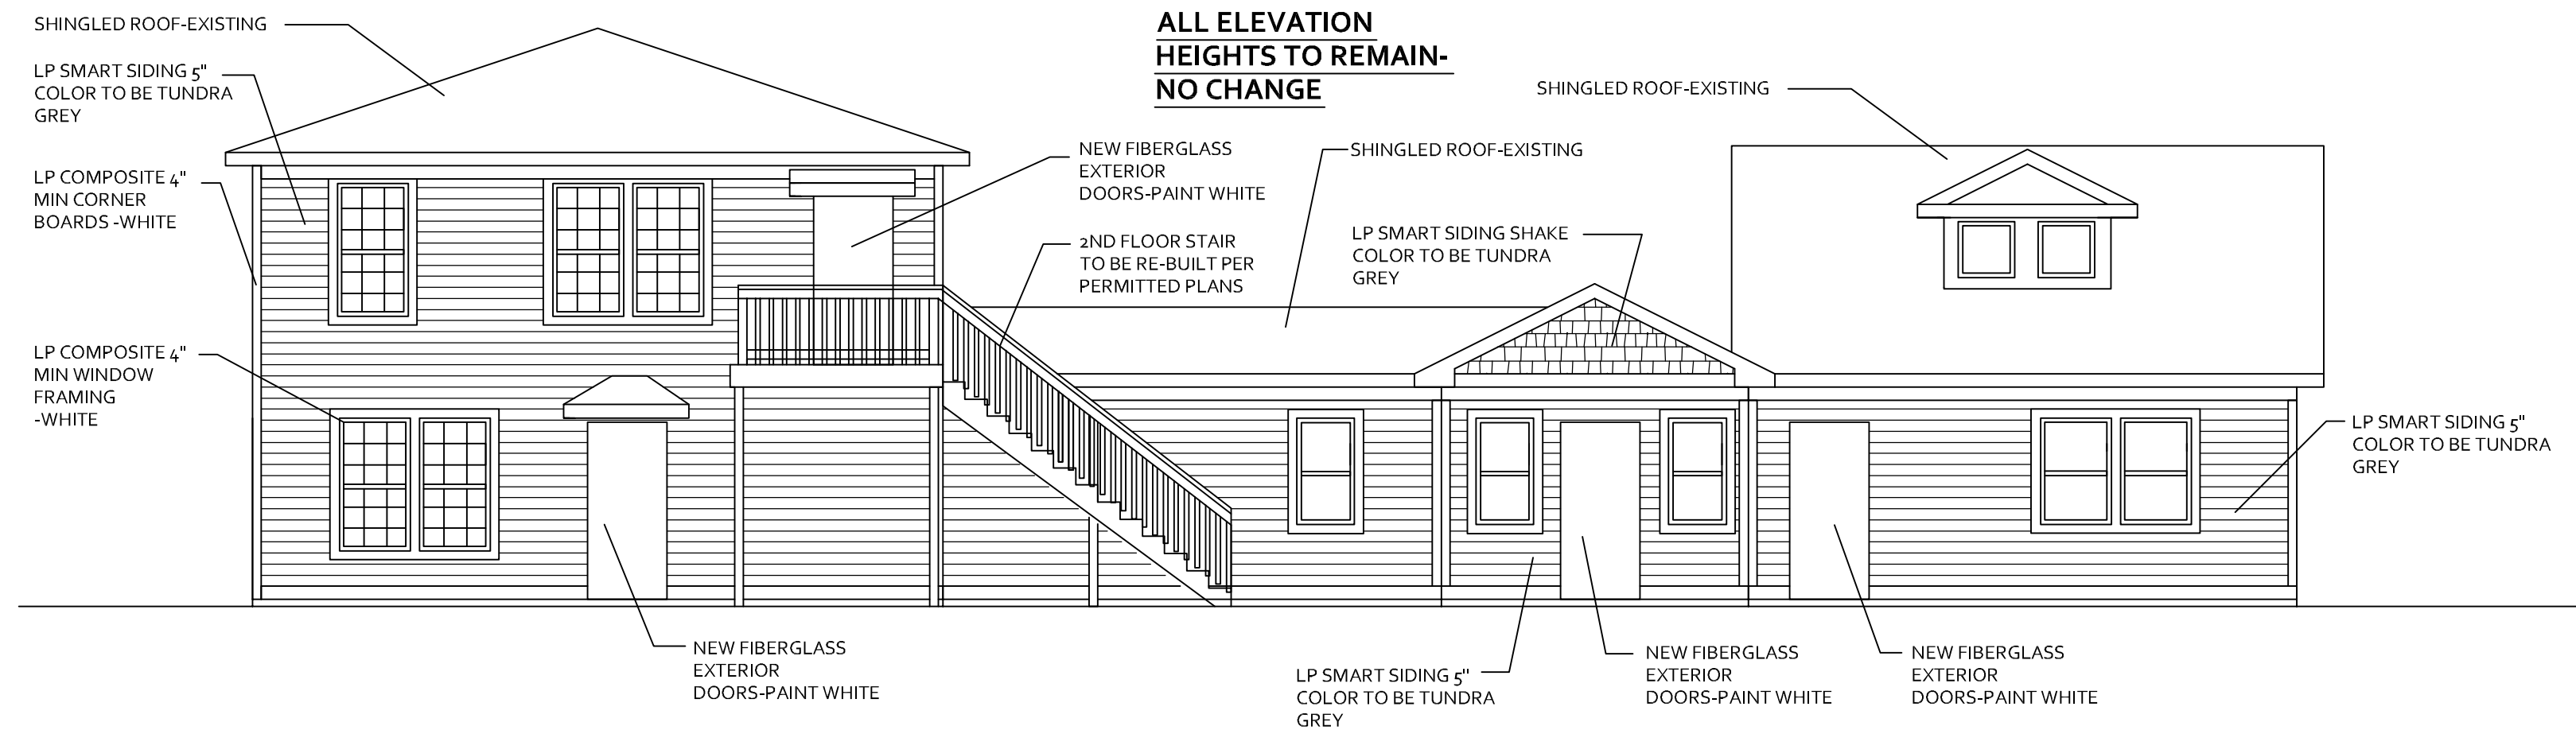 SHINGLED ROOF-EXISTING
LP SMART SIDING 5"
COLOR TO BE TUNDRA
GREY
LP COMPOSITE 4"
MIN CORNER
BOARDS -WHITE
LP COMPOSITE 4"
MIN WINDOW
FRAMING
-WHITE
ALL ELEVATION
HEIGHTS TO REMAIN-
NO CHANGE
NEW FIBERGLASS
EXTERIOR
DOORS-PAINT WHITE
2ND FLOOR STAIR
TO BE RE-BUILT PER
PERMITTED PLANS
SHINGLED ROOF-EXISTING
LP SMART SIDING SHAKE
COLOR TO BE TUNDRA
GREY
SHINGLED ROOF-EXISTING
LP SMART SIDING 5"
COLOR TO BE TUNDRA
GREY
NEW FIBERGLASS
EXTERIOR
DOORS-PAINT WHITE
LP SMART SIDING 5"
COLOR TO BE TUNDRA
GREY
NEW FIBERGLASS
EXTERIOR
DOORS-PAINT WHITE
NEW FIBERGLASS
EXTERIOR
DOORS-PAINT WHITE